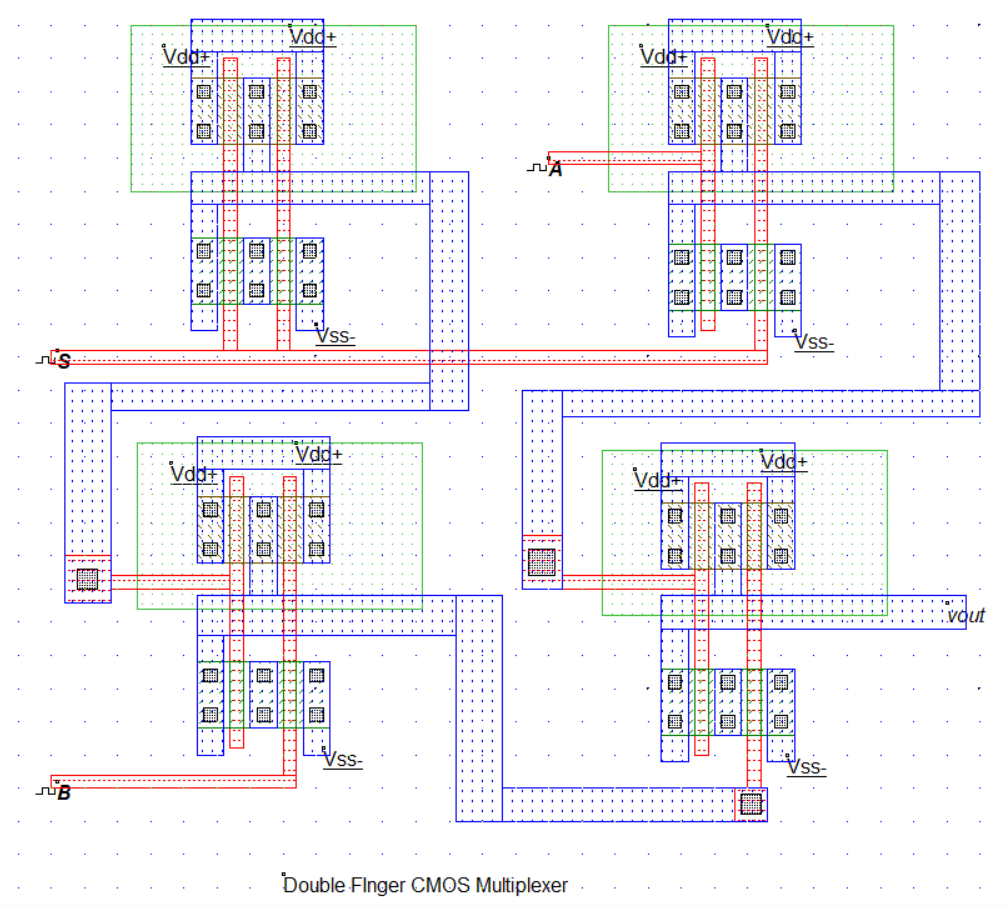 Vdd+
Vdd+
Vdd+
Vdd+
A
Vss-
Vss-
S
Vdd+
Vdd+
Vdd+
Vdd+
vout
Vss-
Vss-
B
Double FInger CMOS Multiplexer